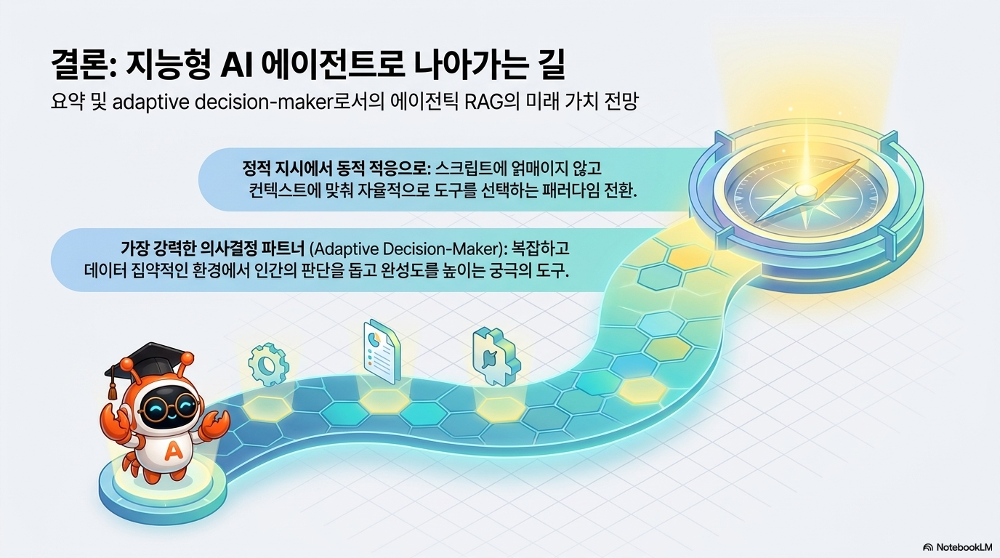 결론: 지능형 AI 에이전트로 나아가는 길
요약 및 adaptive decision-maker로서의 에이전틱 RAG의 미래 가치 전망
정적 지시에서 동적 적응으로: 스크립트에 얽매이지 않고
컨텍스트에 맞춰 자율적으로 도구를 선택하는 패러다임 전환.
가장 강력한 의사결정 파트너 (Adaptive Decision-Maker): 복잡하고
데이터 집약적인 환경에서 인간의 판단을 돕고 완성도를 높이는 궁극의 도구.
A
NotebookLM